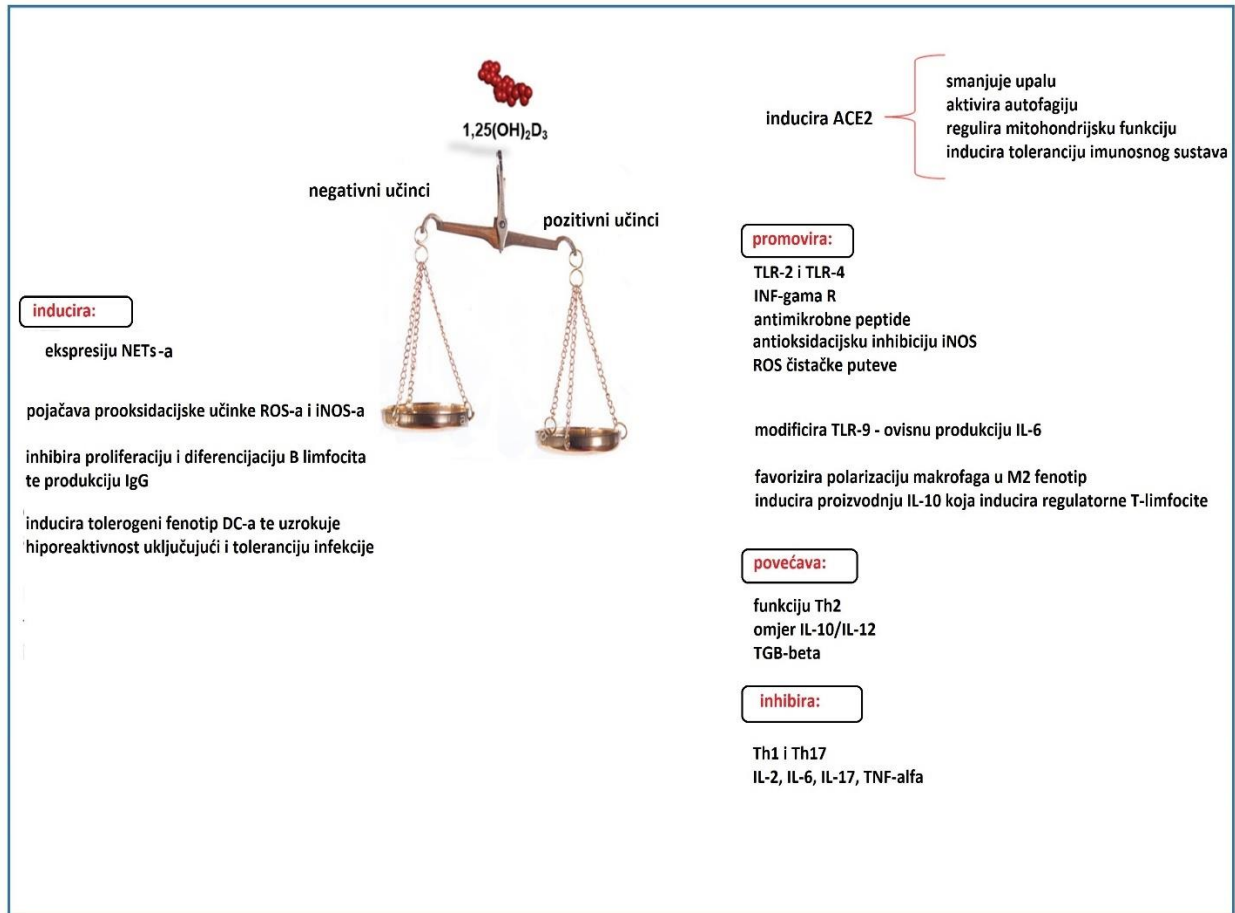 1,25(OH)₂D₃
negativni učinci
pozitivni učinci
inducira:
ekspresiju NETs-a
pojačava prooksidacijske učinke ROS-a i iNOS-a
inhibira proliferaciju i diferencijaciju B limfocita
te produkciju IgG
inducira tolerogeni fenotip DC-a te uzrokuje
hiporeaktivnost uključujući i toleranciju infekcije
inducira ACE2
smanjuje upalu
aktivira autofagiju
regulira mitohondrijsku funkciju
inducira toleranciju imunosnog sustava
promovira:
TLR-2 i TLR-4
INF-gama R
antimikrobne peptide
antioksidacijsku inhibiciju iNOS
ROS čistačke puteve
modificira TLR-9 - ovisnu produkciju IL-6
favorizira polarizaciju makrofaga u M2 fenotip
inducira proizvodnju IL-10 koja inducira regulatorne T-limfocite
povećava:
funkciju Th2
omjer IL-10/IL-12
TGB-beta
inhibira:
Th1 i Th17
IL-2, IL-6, IL-17, TNF-alfa